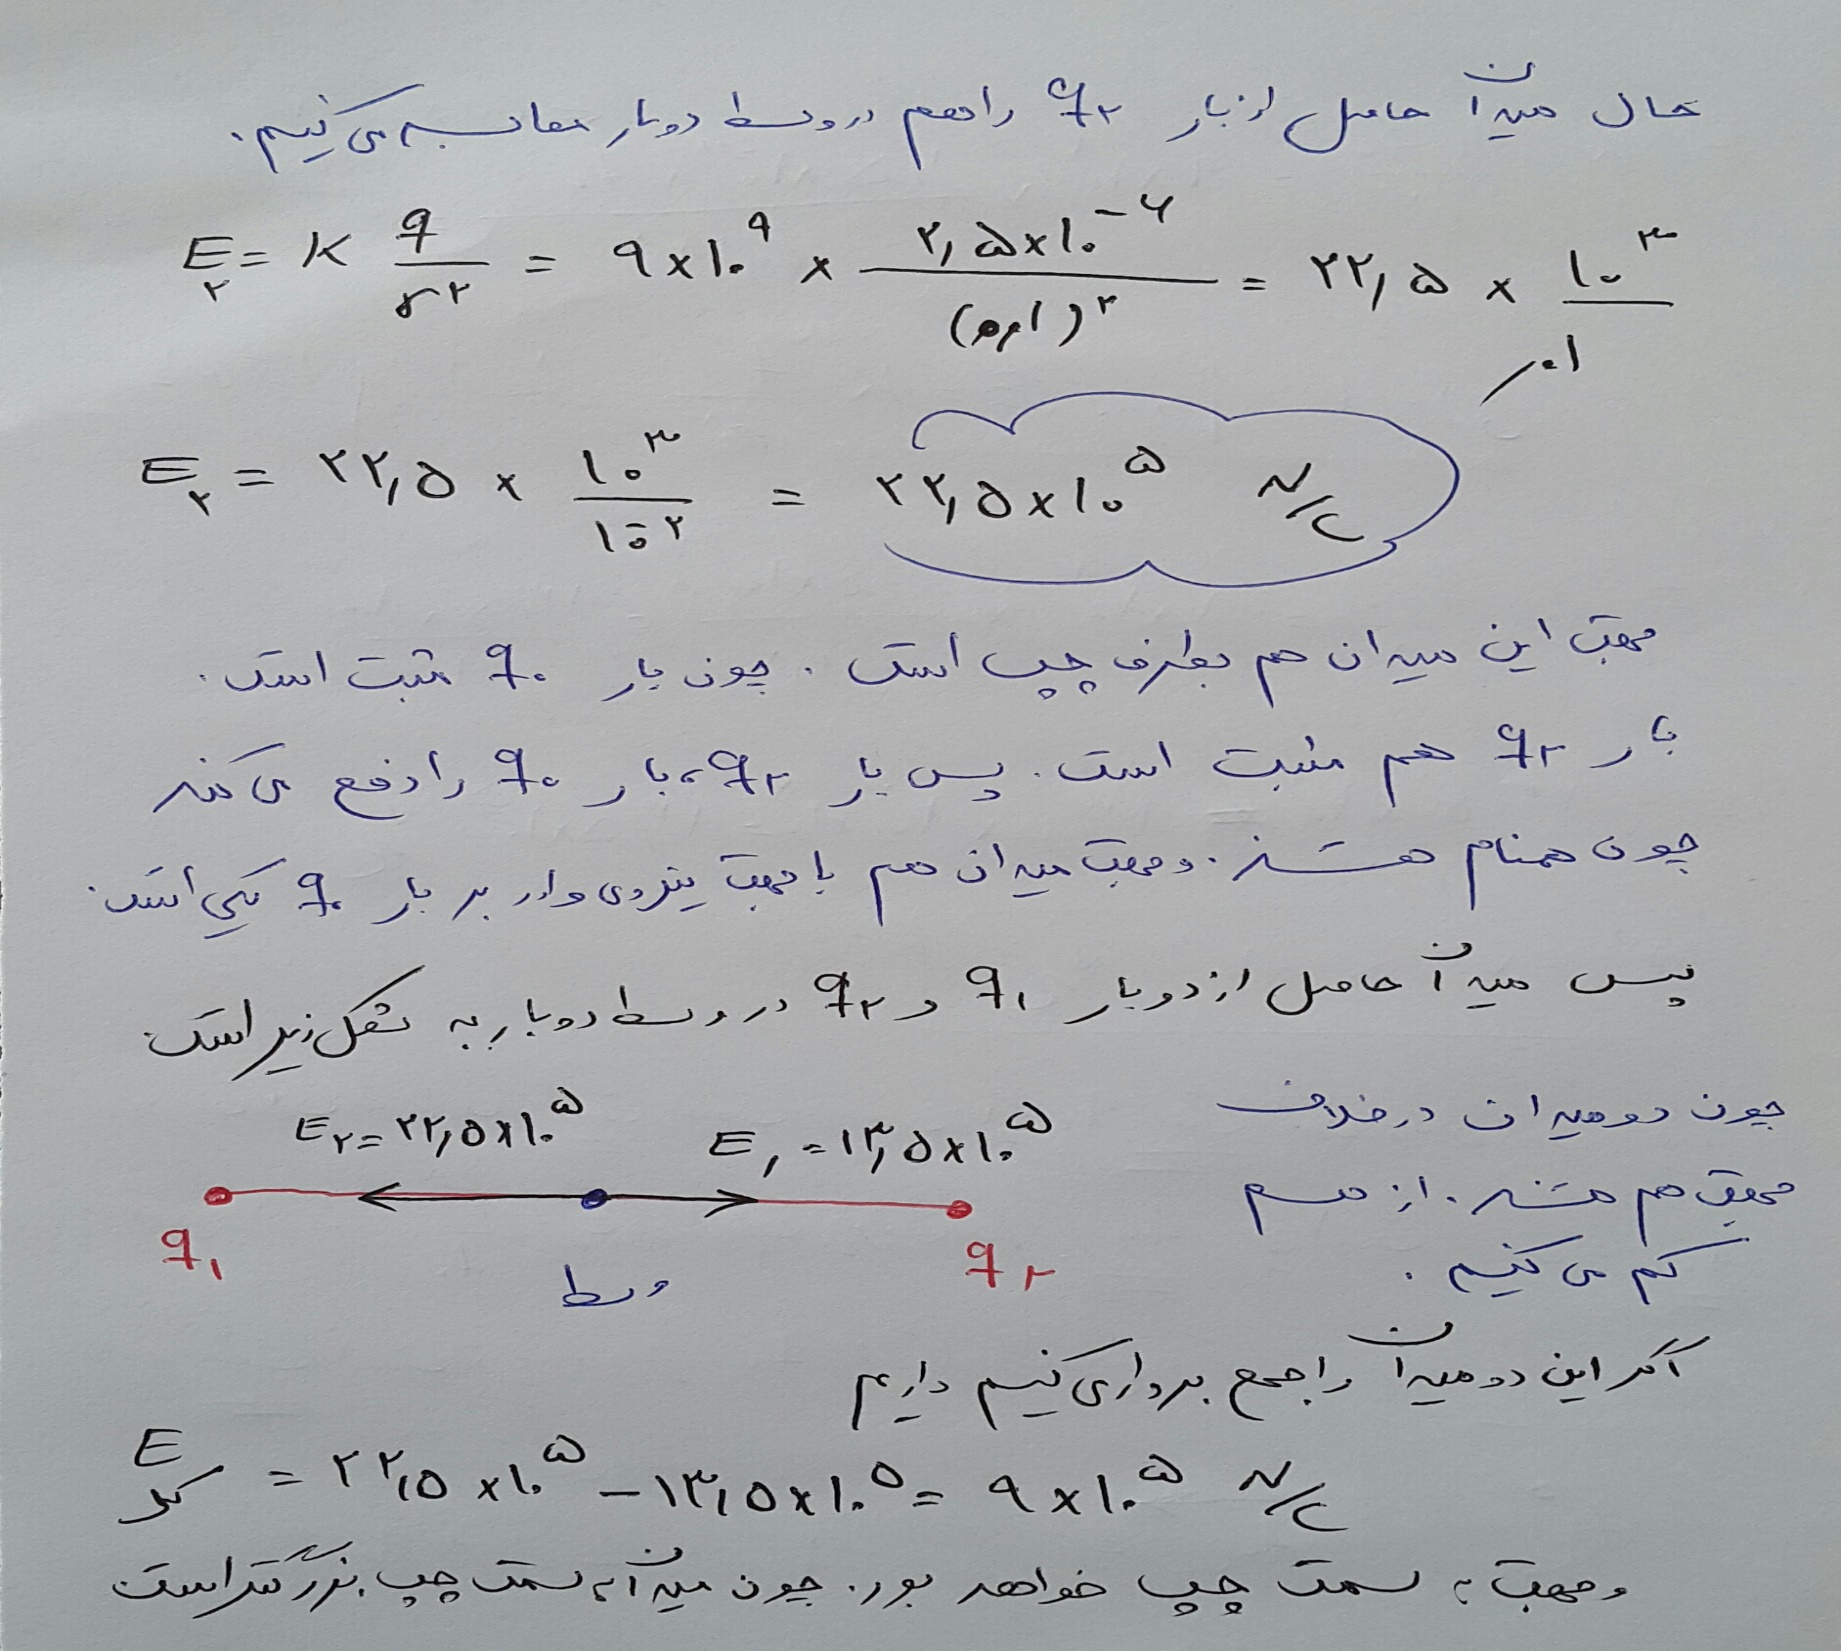 حال میدان حاصل از بار q۲ را هم در وسط دو بار محاسبه می کنیم.
E۲ = K q/r۲ = ۹×۱۰^۹ × ۲,۵×۱۰^-۶/(۰,۱)^۲ = ۲۲,۵ × ۱۰^۳/۰,۰۱
E۲ = ۲۲,۵ × ۱۰^۳/۱۰^-۲ = ۲۲,۵×۱۰^۵ N/C
جهت این میدان هم بطرف چپ است. چون بار q۰ مثبت است.
بار q۲ هم مثبت است. پس بار q۲، بار q۰ را دفع می کند
چون همنام هستند. و جهت میدان هم با جهت نیروی وارد بر بار q۰ یکی است.
پس میدان حاصل از دو بار q۱ و q۲ در وسط دو بار به شکل زیر است
چون دو میدان در خلاف
جهت هم هستند. از هم
کم می کنیم.
E۲=۲۲,۵×۱۰^۵ E۱=۱۳,۵×۱۰^۵
q۱ وسط q۲
اگر این دو میدان را جمع برداری کنیم داریم
E کل = ۲۲,۵×۱۰^۵ - ۱۳,۵×۱۰^۵ = ۹×۱۰^۵ N/C
و جهت به سمت چپ خواهد بود. چون میدان به سمت چپ بزرگتر است